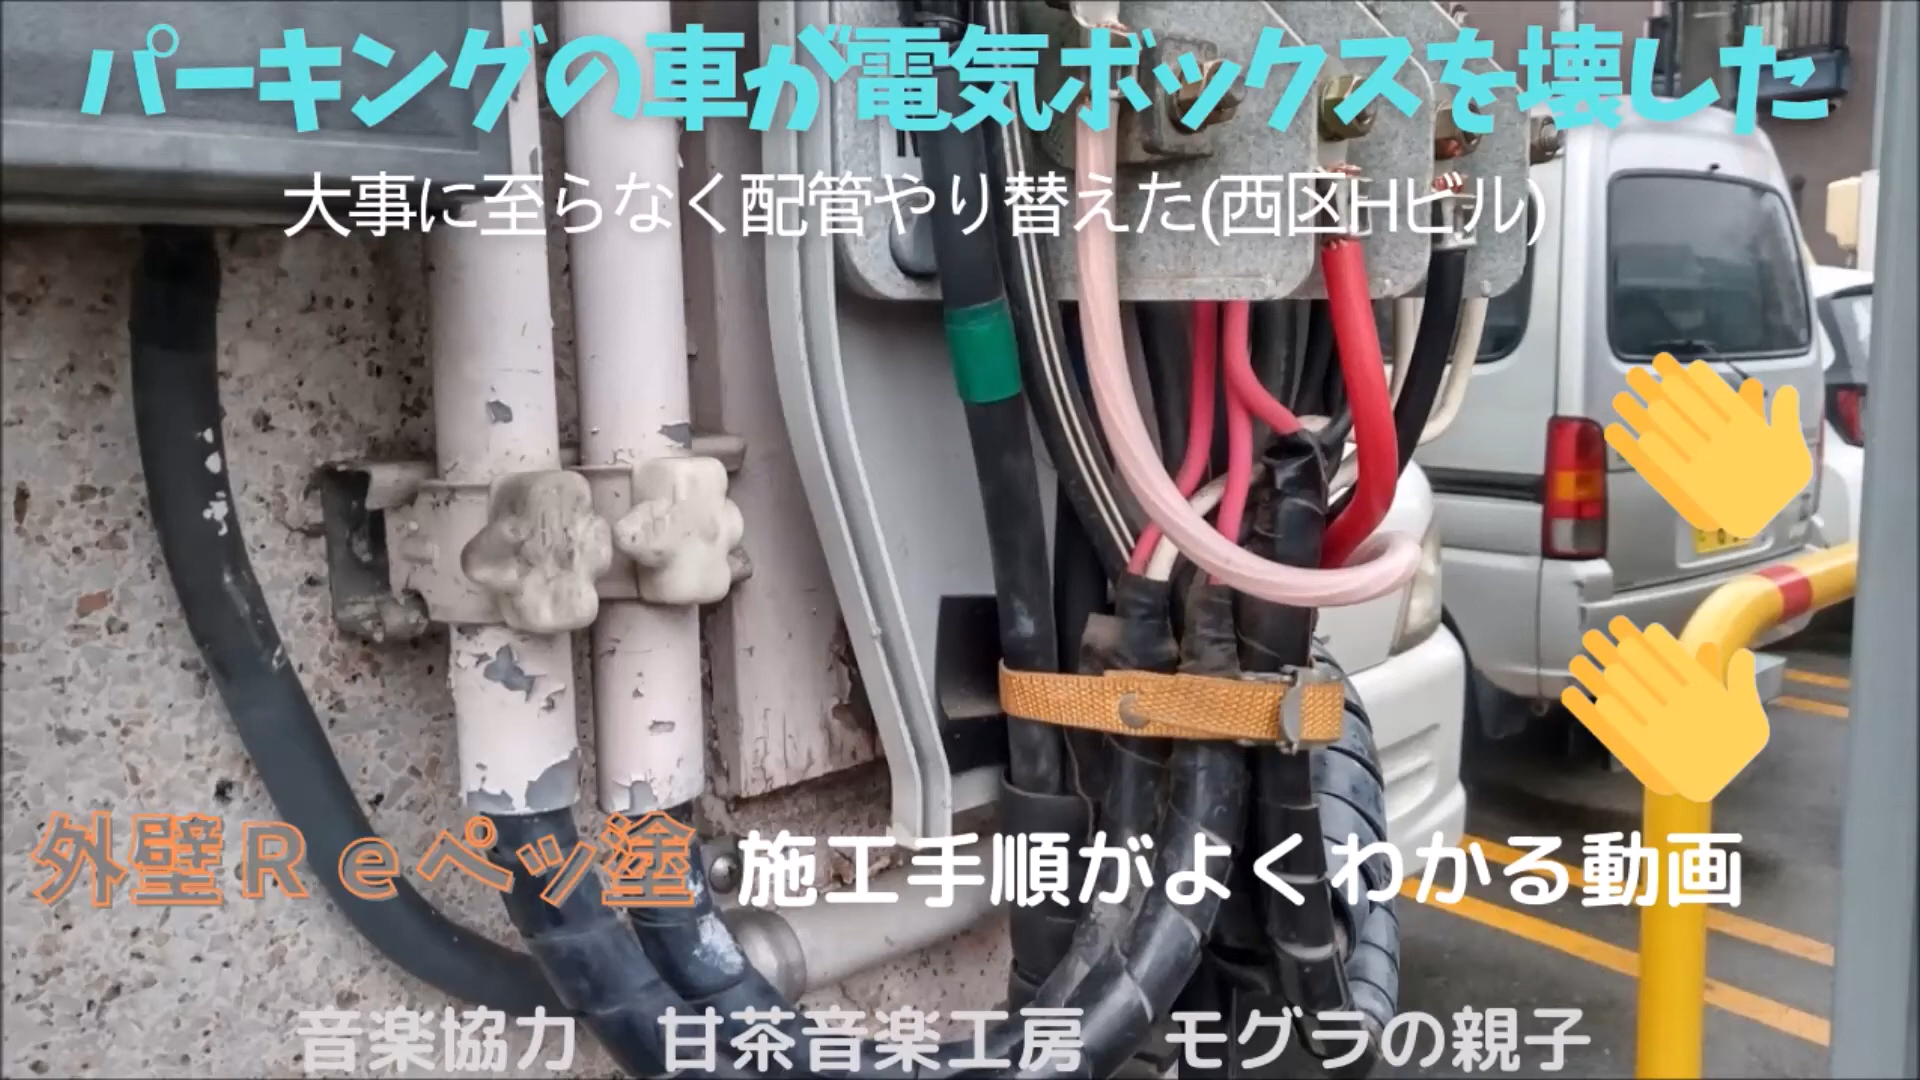 パーキングの車が電気ボックスを壊した
大事に至らなく配管やり替えた(西区Hビル)
外壁Reペッ塗 施工手順がよくわかる動画
音楽協力 甘茶音楽工房 モグラの親子